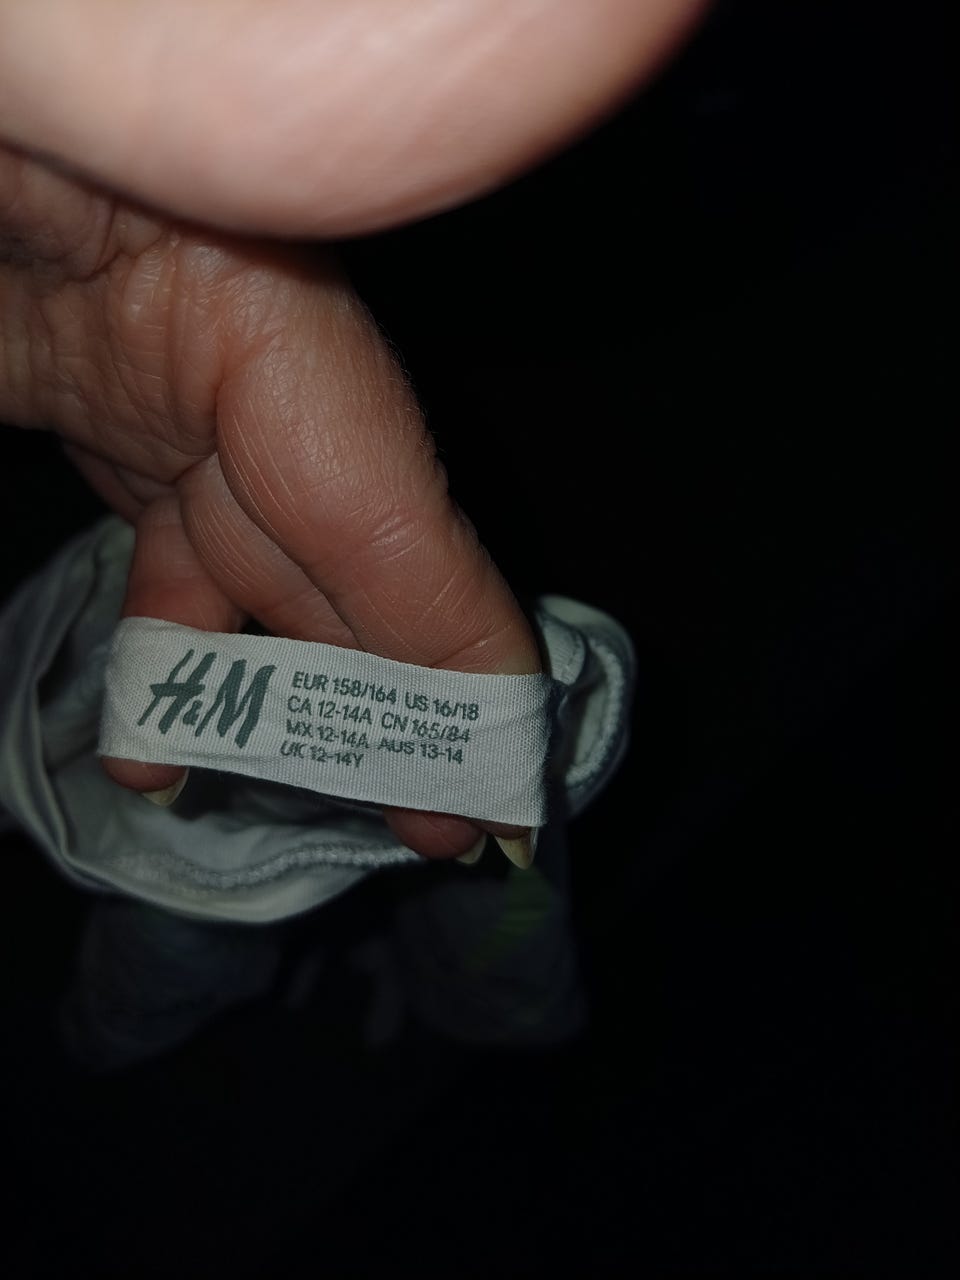 H&M
EUR 158/164 US 16/18
CA 12-14A CN 165/84
MX 12-14A AUS 13-14
UK 12-14Y